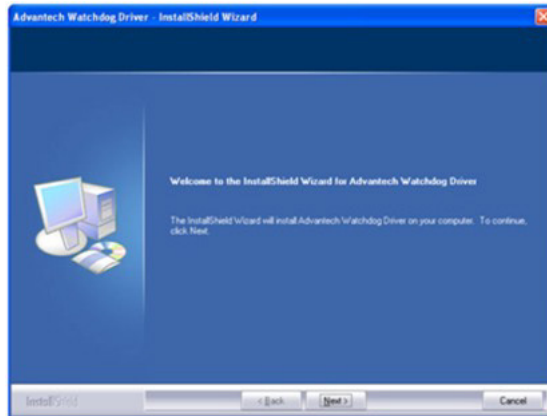 Advantech Watchdog Driver - InstallShield Wizard
Welcome to the InstallShield Wizard for Advantech Watchdog Driver
The InstallShield Wizard will install Advantech Watchdog Driver on your computer. To continue,
click Next.
InstallShield
< Back
Next >
Cancel